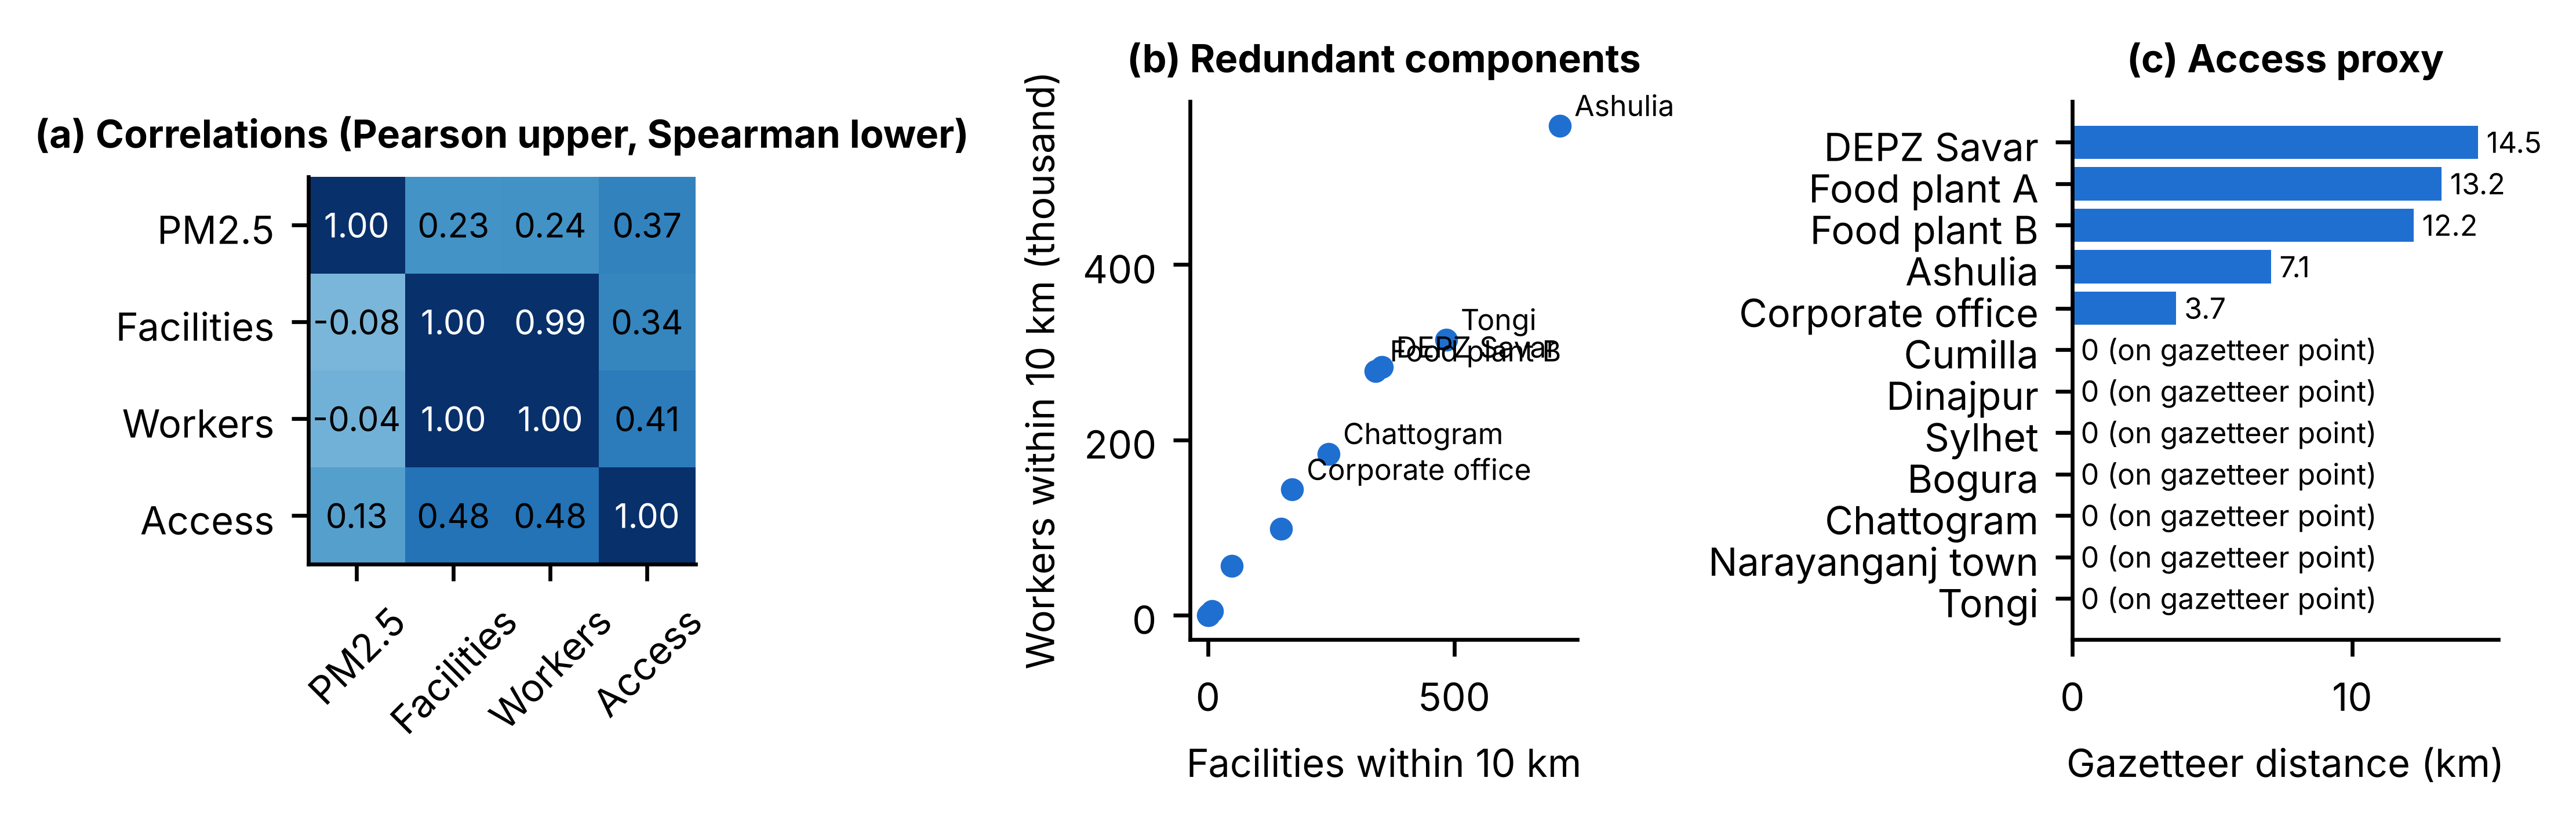 (a) Correlations (Pearson upper, Spearman lower)
PM2.5
Facilities
Workers
Access
1.00 0.23 0.24 0.37
−0.08 1.00 0.99 0.34
−0.04 1.00 1.00 0.41
0.13 0.48 0.48 1.00
PM2.5
Facilities
Workers
Access
(b) Redundant components
Workers within 10 km (thousand)
400
200
0
Ashulia
Tongi
DEPZ Savar
Food plant B
Chattogram
Corporate office
0
500
Facilities within 10 km
(c) Access proxy
DEPZ Savar 14.5
Food plant A 13.2
Food plant B 12.2
Ashulia 7.1
Corporate office 3.7
Cumilla 0 (on gazetteer point)
Dinajpur 0 (on gazetteer point)
Sylhet 0 (on gazetteer point)
Bogura 0 (on gazetteer point)
Chattogram 0 (on gazetteer point)
Narayanganj town 0 (on gazetteer point)
Tongi 0 (on gazetteer point)
0
10
Gazetteer distance (km)